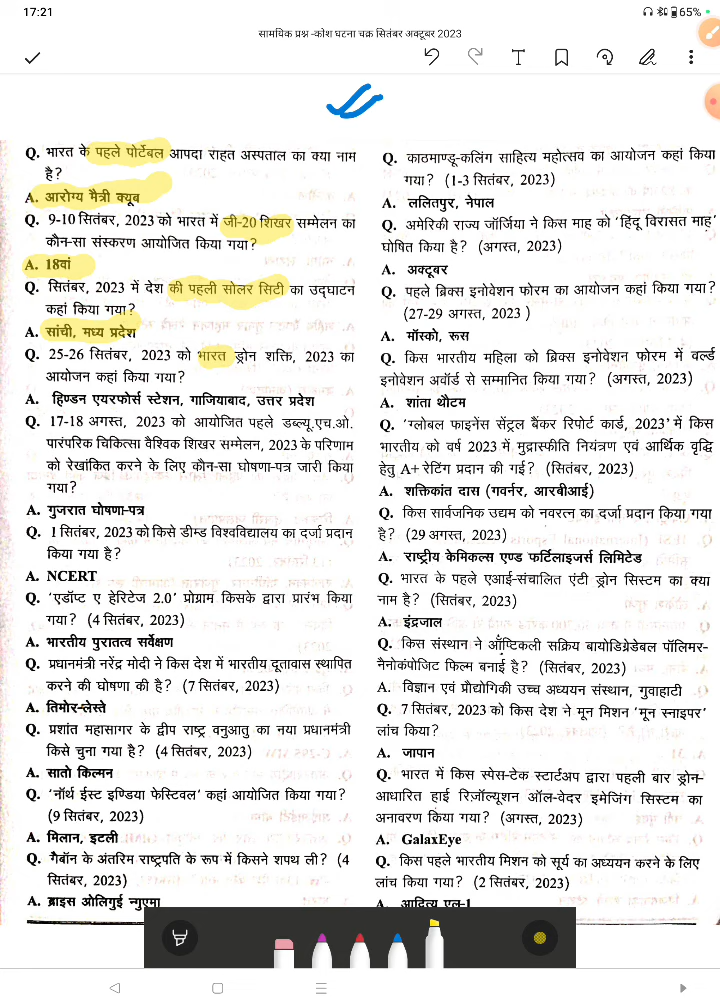 17:21
65%
सामयिक प्रश्न -कोश घटना चक्र सितंबर अक्टूबर 2023
Q. भारत के पहले पोर्टेबल आपदा राहत अस्पताल का क्या नाम
है?
A. आरोग्य मैत्री क्यूब
Q. 9-10 सितंबर, 2023 को भारत में जी-20 शिखर सम्मेलन का
कौन-सा संस्करण आयोजित किया गया?
A. 18वां
Q. सितंबर, 2023 में देश की पहली सोलर सिटी का उद्घाटन
कहां किया गया?
A. सांची, मध्य प्रदेश
Q. 25-26 सितंबर, 2023 को भारत ड्रोन शक्ति, 2023 का
आयोजन कहां किया गया?
A. हिण्डन एयरफोर्स स्टेशन, गाजियाबाद, उत्तर प्रदेश
Q. 17-18 अगस्त, 2023 को आयोजित पहले डब्ल्यू.एच.ओ.
पारंपरिक चिकित्सा वैश्विक शिखर सम्मेलन, 2023 के परिणाम
को रेखांकित करने के लिए कौन-सा घोषणा-पत्र जारी किया
गया?
A. गुजरात घोषणा-पत्र
Q. 1 सितंबर, 2023 को किसे डीम्ड विश्वविद्यालय का दर्जा प्रदान
किया गया है?
A. NCERT
Q. 'एडॉप्ट ए हेरिटेज 2.0' प्रोग्राम किसके द्वारा प्रारंभ किया
गया? (4 सितंबर, 2023)
A. भारतीय पुरातत्व सर्वेक्षण
Q. प्रधानमंत्री नरेंद्र मोदी ने किस देश में भारतीय दूतावास स्थापित
करने की घोषणा की है? (7 सितंबर, 2023)
A. तिमोर-लेस्ते
Q. प्रशांत महासागर के द्वीप राष्ट्र वनुआतु का नया प्रधानमंत्री
किसे चुना गया है? (4 सितंबर, 2023)
A. सातो किल्मन
Q. 'नॉर्थ ईस्ट इण्डिया फेस्टिवल' कहां आयोजित किया गया?
(9 सितंबर, 2023)
A. मिलान, इटली
Q. गैबॉन के अंतरिम राष्ट्रपति के रूप में किसने शपथ ली? (4
सितंबर, 2023)
A. ब्राइस ओलिगुई न्गुएमा
Q. काठमाण्डू-कलिंग साहित्य महोत्सव का आयोजन कहां किया
गया? (1-3 सितंबर, 2023)
A. ललितपुर, नेपाल
Q. अमेरिकी राज्य जॉर्जिया ने किस माह को 'हिंदू विरासत माह'
घोषित किया है? (अगस्त, 2023)
A. अक्टूबर
Q. पहले ब्रिक्स इनोवेशन फोरम का आयोजन कहां किया गया?
(27-29 अगस्त, 2023 )
A. मॉस्को, रूस
Q. किस भारतीय महिला को ब्रिक्स इनोवेशन फोरम में वर्ल्ड
इनोवेशन अवॉर्ड से सम्मानित किया गया? (अगस्त, 2023)
A. शांता थौटम
Q. 'ग्लोबल फाइनेंस सेंट्रल बैंकर रिपोर्ट कार्ड, 2023' में किस
भारतीय को वर्ष 2023 में मुद्रास्फीति नियंत्रण एवं आर्थिक वृद्धि
हेतु A+ रेटिंग प्रदान की गई? (सितंबर, 2023)
A. शक्तिकांत दास (गवर्नर, आरबीआई)
Q. किस सार्वजनिक उद्यम को नवरत्न का दर्जा प्रदान किया गया
है? (29 अगस्त, 2023)
A. राष्ट्रीय केमिकल्स एण्ड फर्टिलाइजर्स लिमिटेड
Q. भारत के पहले एआई-संचालित एंटी ड्रोन सिस्टम का क्या
नाम है? (सितंबर, 2023)
A. इंद्रजाल
Q. किस संस्थान ने ऑप्टिकली सक्रिय बायोडिग्रेडेबल पॉलिमर-
नैनोकंपोजिट फिल्म बनाई है? (सितंबर, 2023)
A. विज्ञान एवं प्रौद्योगिकी उच्च अध्ययन संस्थान, गुवाहाटी
Q. 7 सितंबर, 2023 को किस देश ने मून मिशन 'मून स्नाइपर'
लांच किया?
A. जापान
Q. भारत में किस स्पेस-टेक स्टार्टअप द्वारा पहली बार ड्रोन-
आधारित हाई रिज़ॉल्यूशन ऑल-वेदर इमेजिंग सिस्टम का
अनावरण किया गया? (अगस्त, 2023)
A. GalaxEye
Q. किस पहले भारतीय मिशन को सूर्य का अध्ययन करने के लिए
लांच किया गया? (2 सितंबर, 2023)
A. आदित्य एल-1